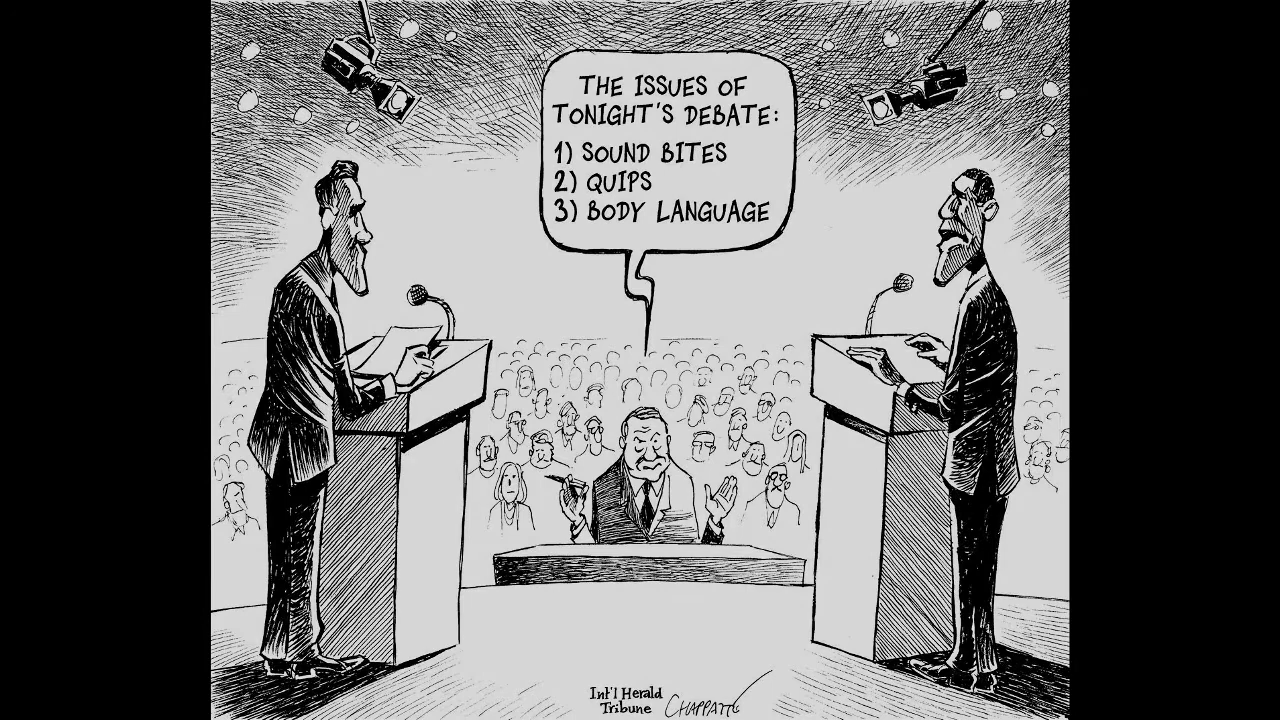 THE ISSUES OF
TONIGHT'S DEBATE:
1) SOUND BITES
2) QUIPS
3) BODY LANGUAGE
Int'l Herald
Tribune
CHAPPATTE